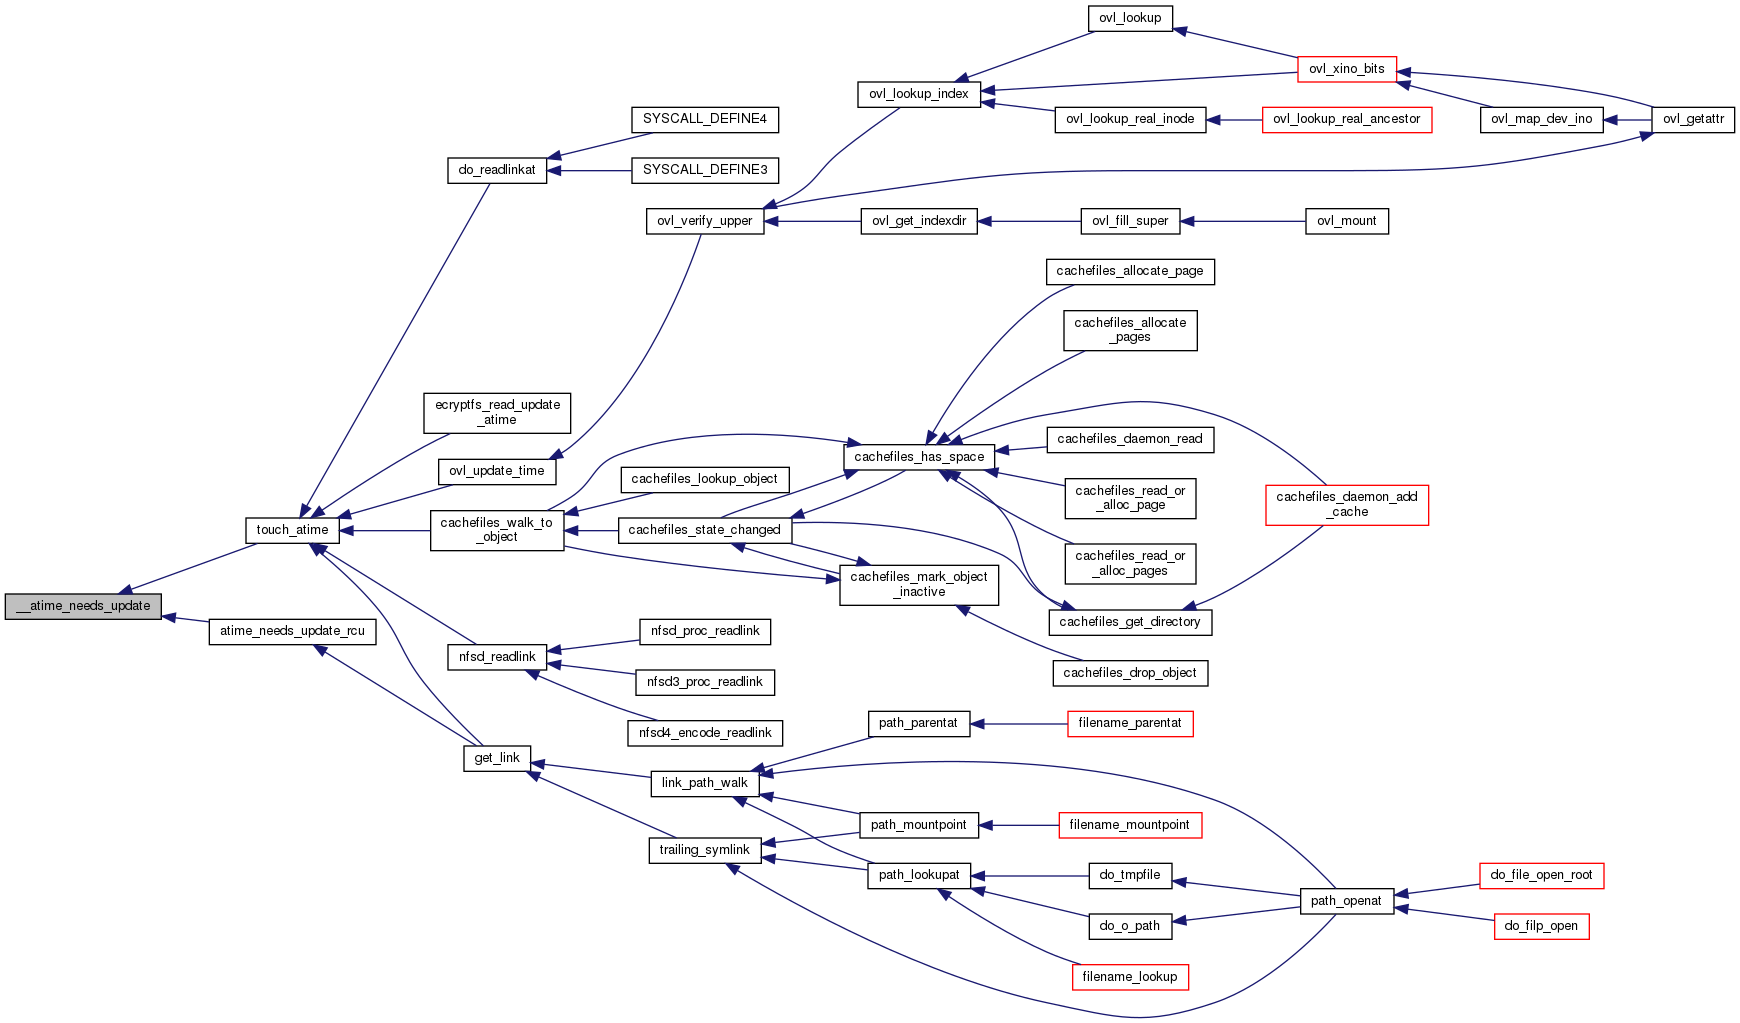 ovl_lookup
ovl_xino_bits
ovl_lookup_index
SYSCALL_DEFINE4
ovl_lookup_real_inode
ovl_lookup_real_ancestor
ovl_map_dev_ino
ovl_getattr
do_readlinkat
SYSCALL_DEFINE3
ovl_verify_upper
ovl_get_indexdir
ovl_fill_super
ovl_mount
cachefiles_allocate_page
cachefiles_allocate
_pages
ecryptfs_read_update
_atime
cachefiles_daemon_read
cachefiles_has_space
ovl_update_time
cachefiles_lookup_object
cachefiles_read_or
_alloc_page
cachefiles_daemon_add
_cache
touch_atime
cachefiles_walk_to
_object
cachefiles_state_changed
cachefiles_read_or
_alloc_pages
cachefiles_mark_object
_inactive
__atime_needs_update
cachefiles_get_directory
atime_needs_update_rcu
nfsd_proc_readlink
nfsd_readlink
cachefiles_drop_object
nfsd3_proc_readlink
path_parentat
filename_parentat
nfsd4_encode_readlink
get_link
link_path_walk
path_mountpoint
filename_mountpoint
trailing_symlink
path_lookupat
do_tmpfile
do_file_open_root
path_openat
do_o_path
do_filp_open
filename_lookup